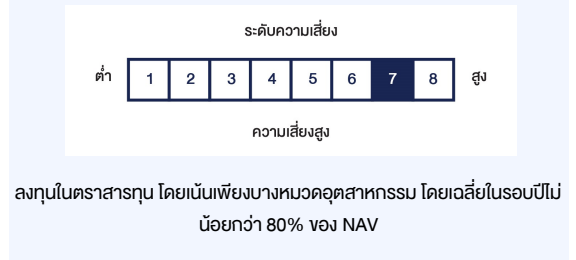 ระดับความเสี่ยง
ต่ำ 1 2 3 4 5 6 7 8 สูง
ความเสี่ยงสูง
ลงทุนในตราสารทุน โดยเน้นเพียงบางหมวดอุตสาหกรรม โดยเฉลี่ยในรอบปีไม่
น้อยกว่า 80% ของ NAV